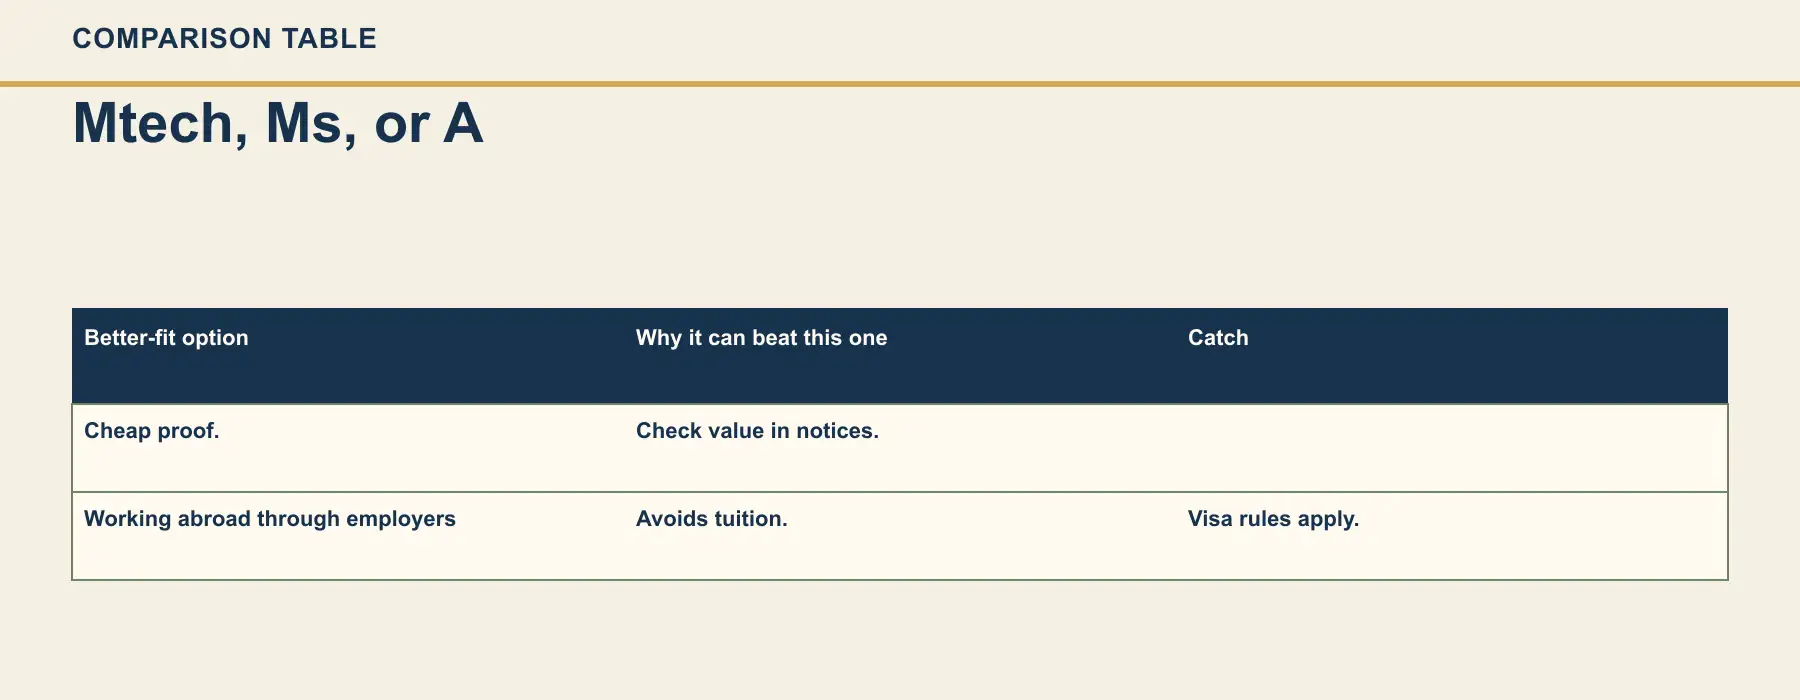 COMPARISON TABLE
Mtech, Ms, or A
Better-fit option Why it can beat this one Catch
Cheap proof. Check value in notices.
Working abroad through employers Avoids tuition. Visa rules apply.